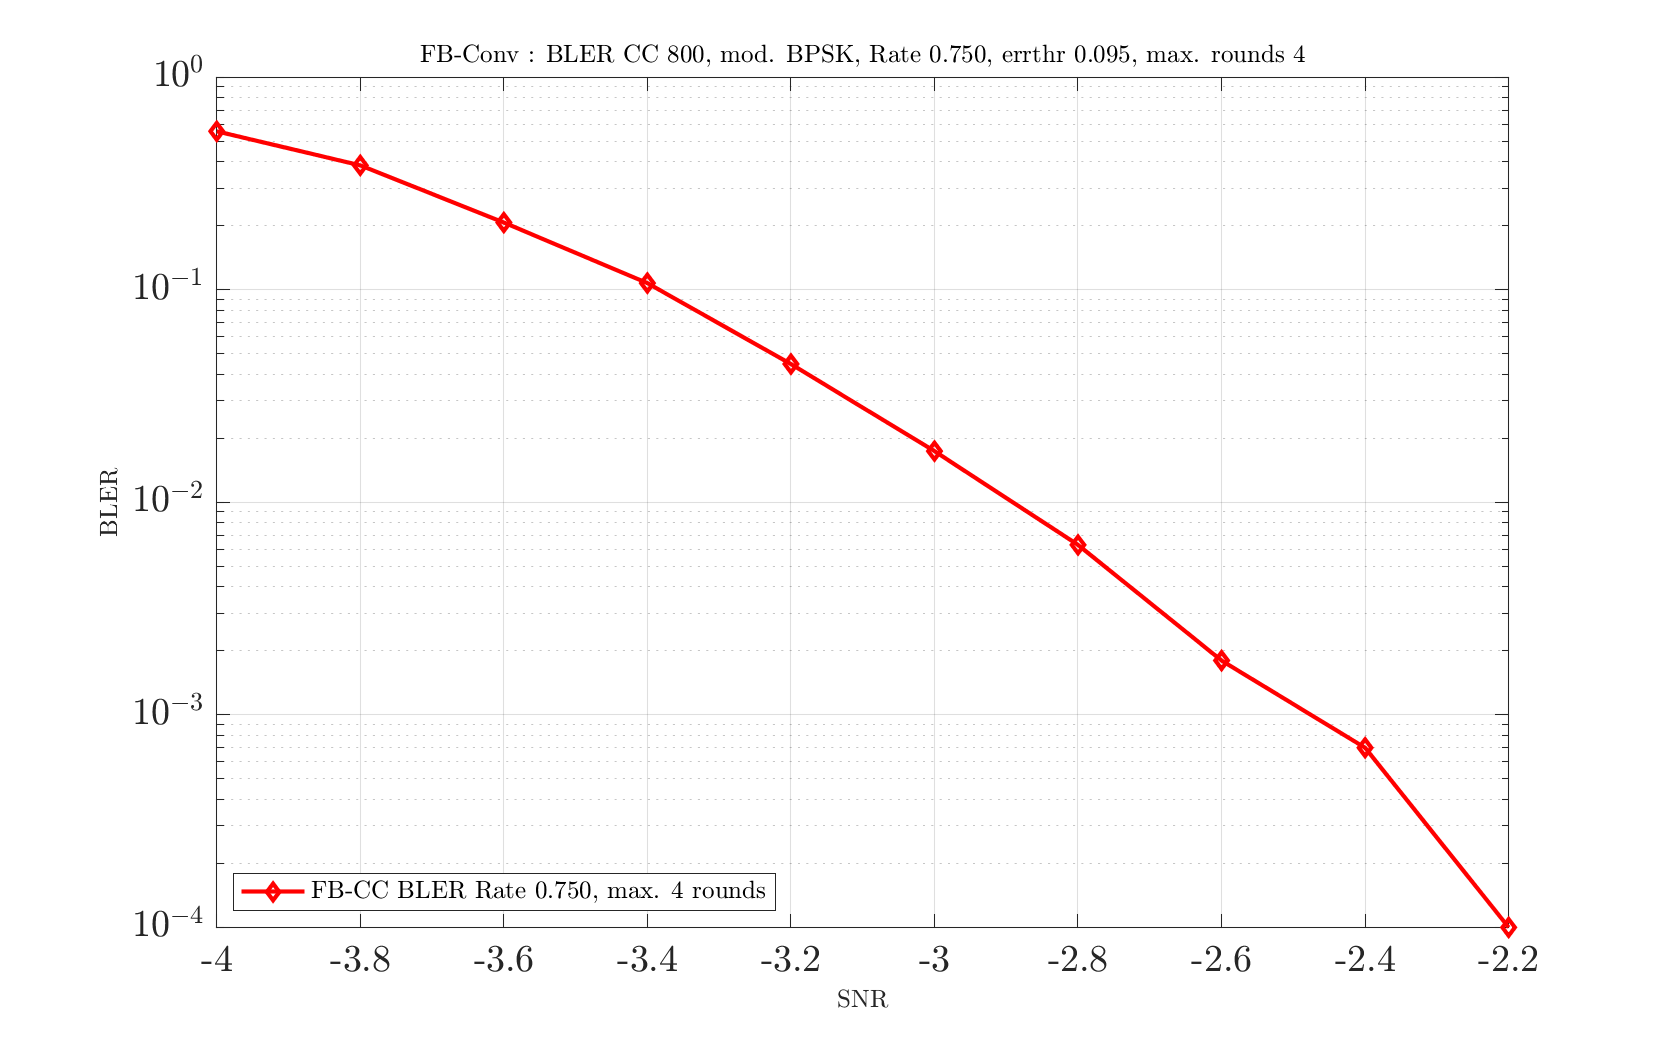 FB-Conv : BLER CC 800, mod. BPSK, Rate 0.750, errthr 0.095, max. rounds 4
10^0
10^-1
10^-2
10^-3
10^-4
BLER
FB-CC BLER Rate 0.750, max. 4 rounds
-4 -3.8 -3.6 -3.4 -3.2 -3 -2.8 -2.6 -2.4 -2.2
SNR